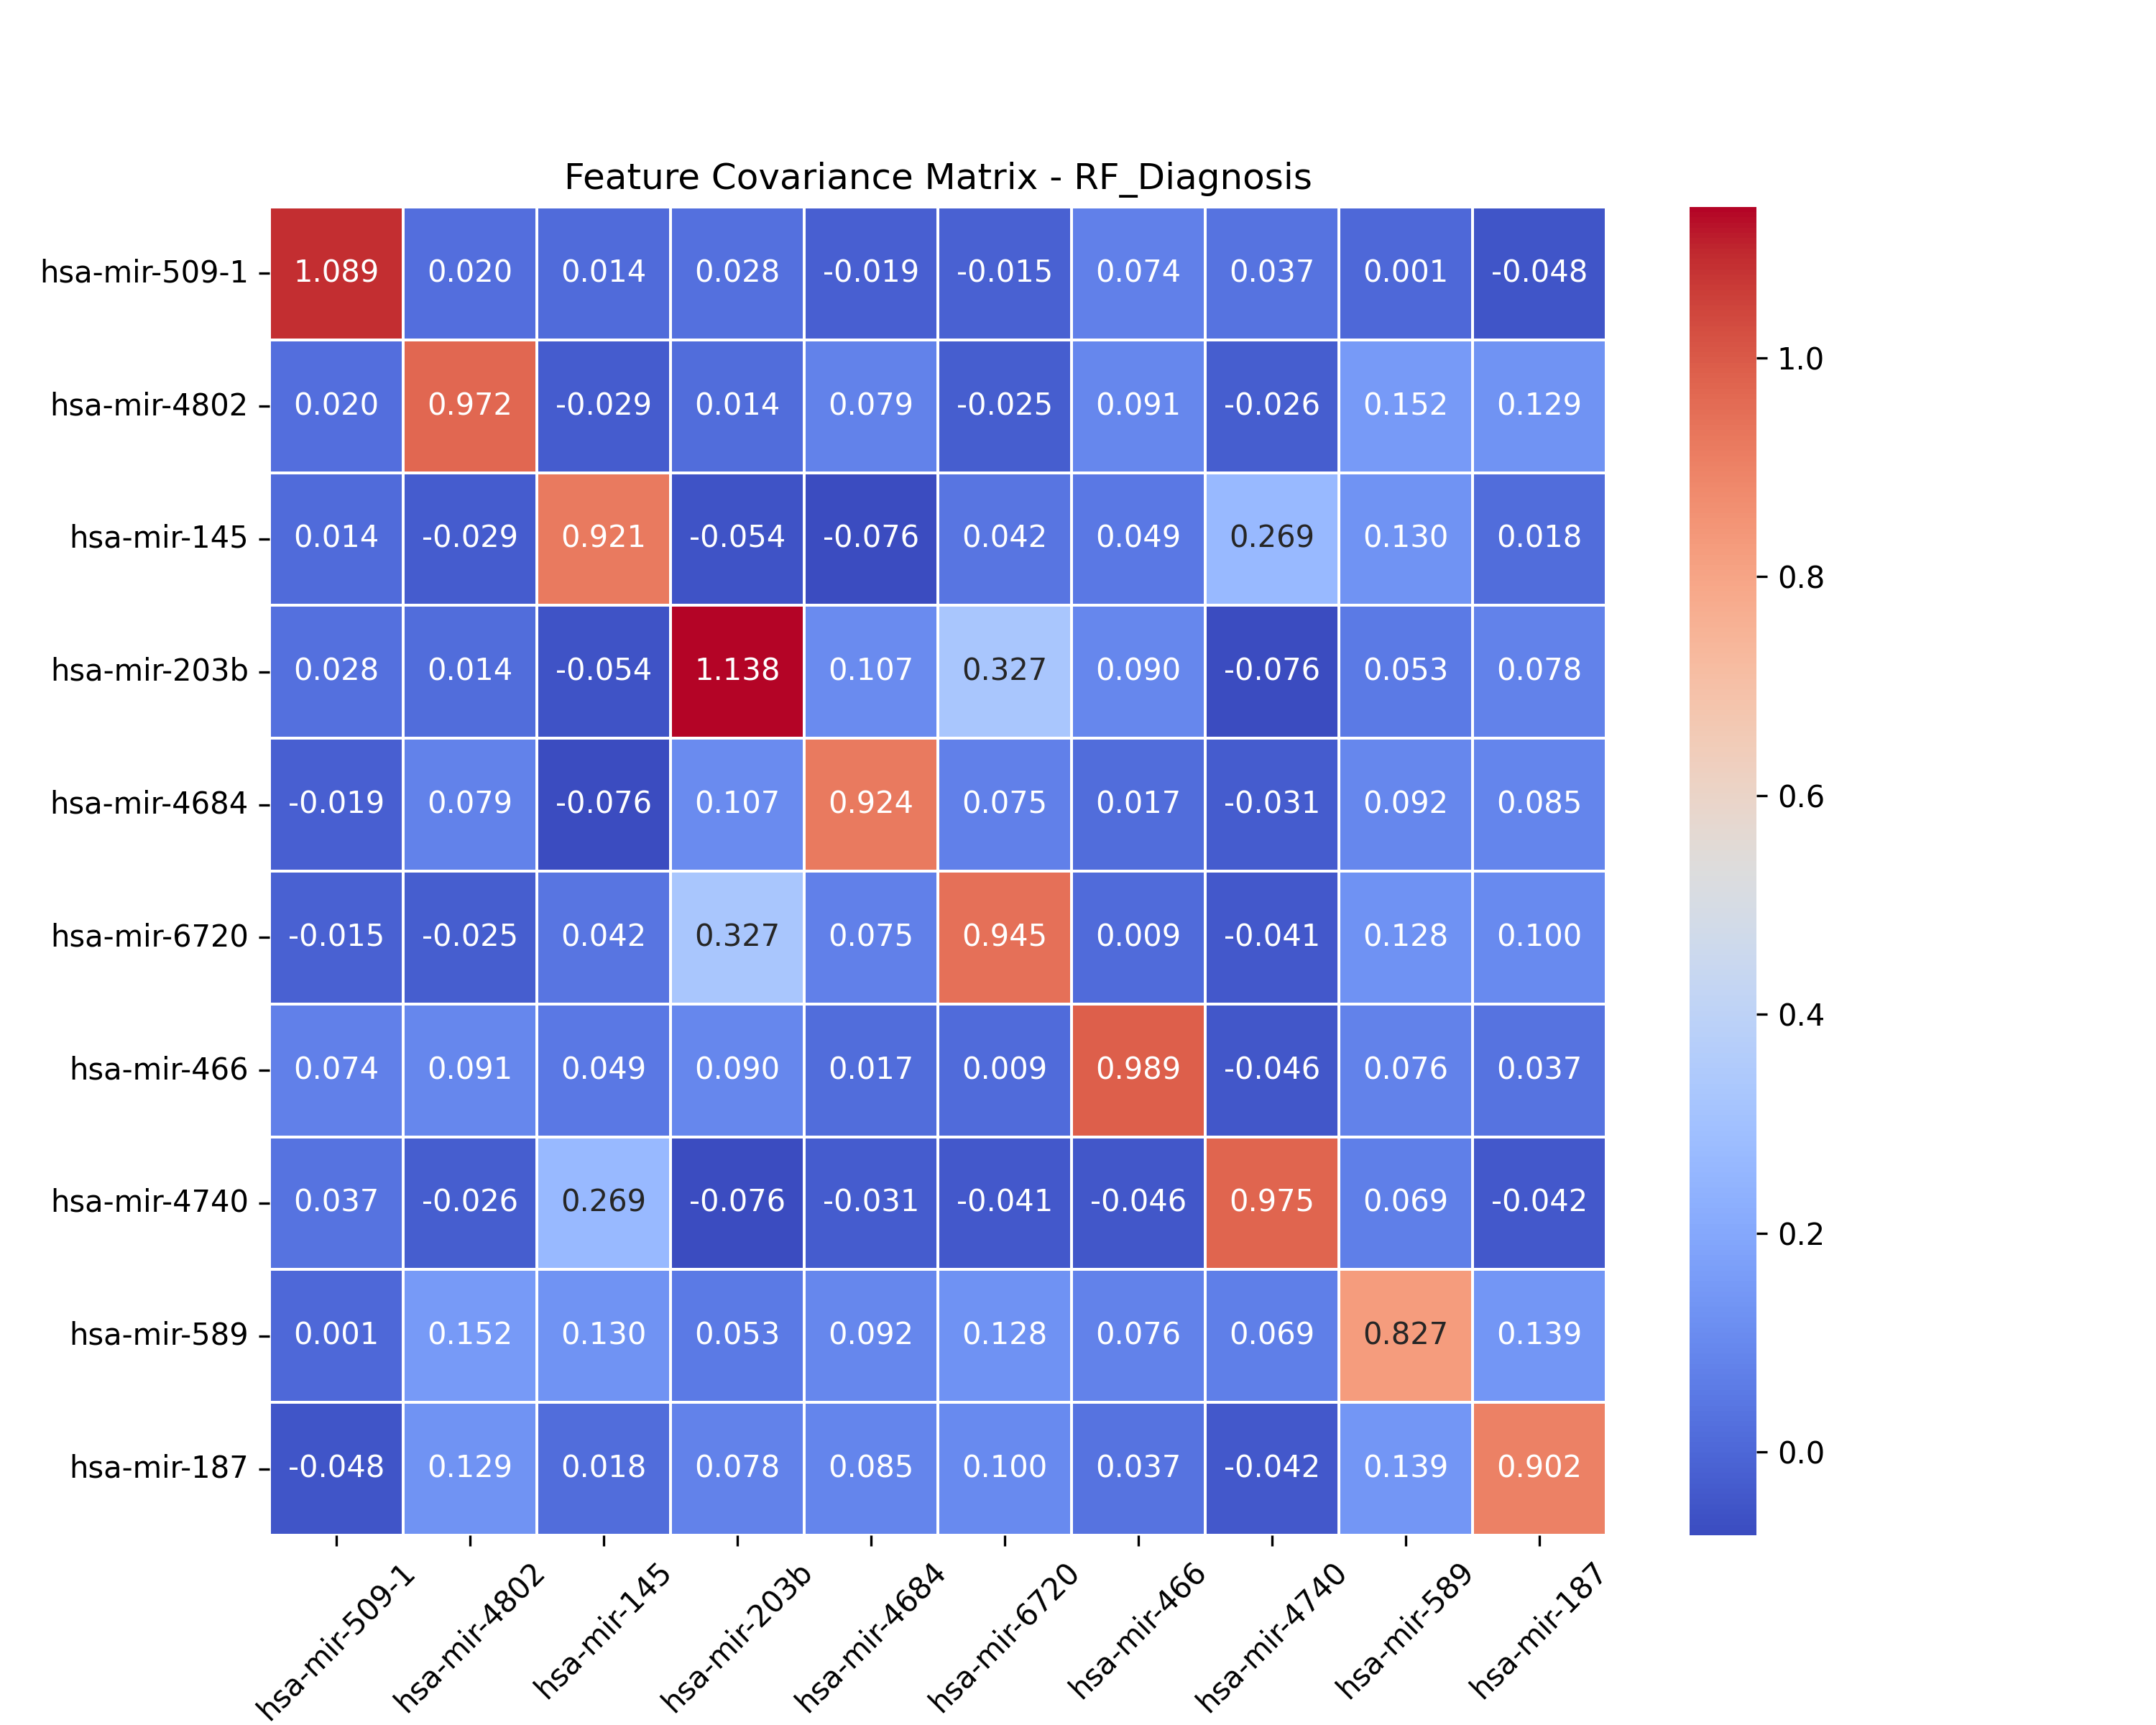 Feature Covariance Matrix - RF_Diagnosis
hsa-mir-509-1 1.089 0.020 0.014 0.028 -0.019 -0.015 0.074 0.037 0.001 -0.048
hsa-mir-4802 0.020 0.972 -0.029 0.014 0.079 -0.025 0.091 -0.026 0.152 0.129
hsa-mir-145 0.014 -0.029 0.921 -0.054 -0.076 0.042 0.049 0.269 0.130 0.018
hsa-mir-203b 0.028 0.014 -0.054 1.138 0.107 0.327 0.090 -0.076 0.053 0.078
hsa-mir-4684 -0.019 0.079 -0.076 0.107 0.924 0.075 0.017 -0.031 0.092 0.085
hsa-mir-6720 -0.015 -0.025 0.042 0.327 0.075 0.945 0.009 -0.041 0.128 0.100
hsa-mir-466 0.074 0.091 0.049 0.090 0.017 0.009 0.989 -0.046 0.076 0.037
hsa-mir-4740 0.037 -0.026 0.269 -0.076 -0.031 -0.041 -0.046 0.975 0.069 -0.042
hsa-mir-589 0.001 0.152 0.130 0.053 0.092 0.128 0.076 0.069 0.827 0.139
hsa-mir-187 -0.048 0.129 0.018 0.078 0.085 0.100 0.037 -0.042 0.139 0.902
hsa-mir-509-1 hsa-mir-4802 hsa-mir-145 hsa-mir-203b hsa-mir-4684 hsa-mir-6720 hsa-mir-466 hsa-mir-4740 hsa-mir-589 hsa-mir-187
1.0
0.8
0.6
0.4
0.2
0.0